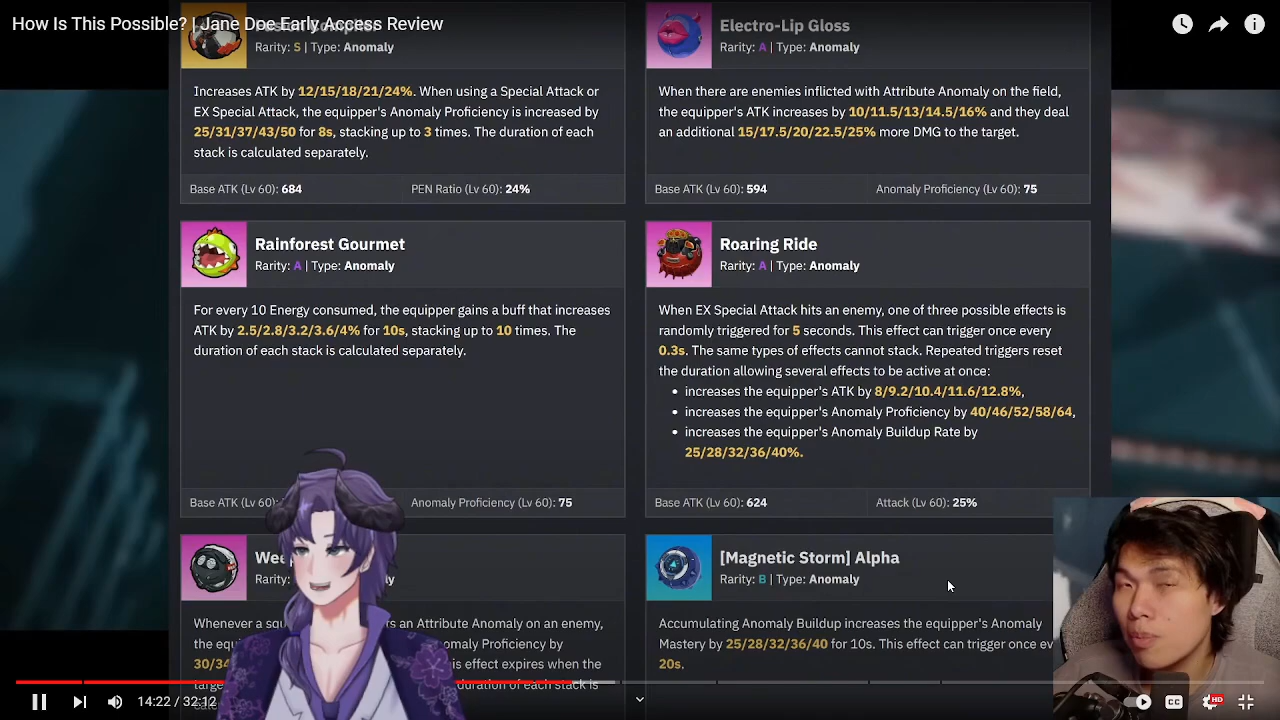 How Is This Possible? | Jane Doe Early Access Review
Rarity: S | Type: Anomaly
Increases ATK by 12/15/18/21/24%. When using a Special Attack or
EX Special Attack, the equipper's Anomaly Proficiency is increased by
25/31/37/43/50 for 8s, stacking up to 3 times. The duration of each
stack is calculated separately.
Base ATK (Lv 60): 684
PEN Ratio (Lv 60): 24%
Electro-Lip Gloss
Rarity: A | Type: Anomaly
When there are enemies inflicted with Attribute Anomaly on the field,
the equipper's ATK increases by 10/11.5/13/14.5/16% and they deal
an additional 15/17.5/20/22.5/25% more DMG to the target.
Base ATK (Lv 60): 594
Anomaly Proficiency (Lv 60): 75
Rainforest Gourmet
Rarity: A | Type: Anomaly
For every 10 Energy consumed, the equipper gains a buff that increases
ATK by 2.5/2.8/3.2/3.6/4% for 10s, stacking up to 10 times. The
duration of each stack is calculated separately.
Base ATK (Lv 60):
Anomaly Proficiency (Lv 60): 75
Roaring Ride
Rarity: A | Type: Anomaly
When EX Special Attack hits an enemy, one of three possible effects is
randomly triggered for 5 seconds. This effect can trigger once every
0.3s. The same types of effects cannot stack. Repeated triggers reset
the duration allowing several effects to be active at once:
• increases the equipper's ATK by 8/9.2/10.4/11.6/12.8%,
• increases the equipper's Anomaly Proficiency by 40/46/52/58/64,
• increases the equipper's Anomaly Buildup Rate by
25/28/32/36/40%.
Base ATK (Lv 60): 624
Attack (Lv 60): 25%
Rarity:
Whenever a squ
an Attribute Anomaly on an enemy,
the
Proficiency by
30/34
is effect expires when the
duration of each stack is
[Magnetic Storm] Alpha
Rarity: B | Type: Anomaly
Accumulating Anomaly Buildup increases the equipper's Anomaly
Mastery by 25/28/32/36/40 for 10s. This effect can trigger once
20s.
14:22 / 32:12
CC
HD